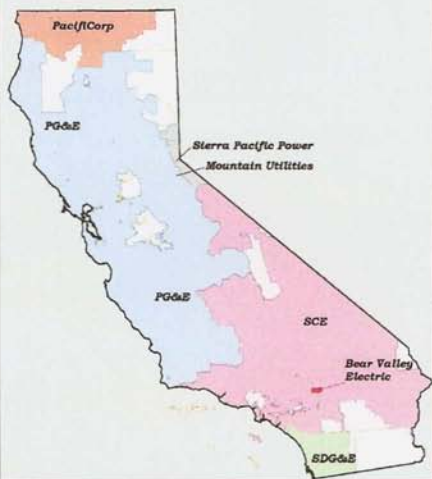 PacifiCorp
PG&E
Sierra Pacific Power
Mountain Utilities
PG&E
SCE
Bear Valley
Electric
SDG&E